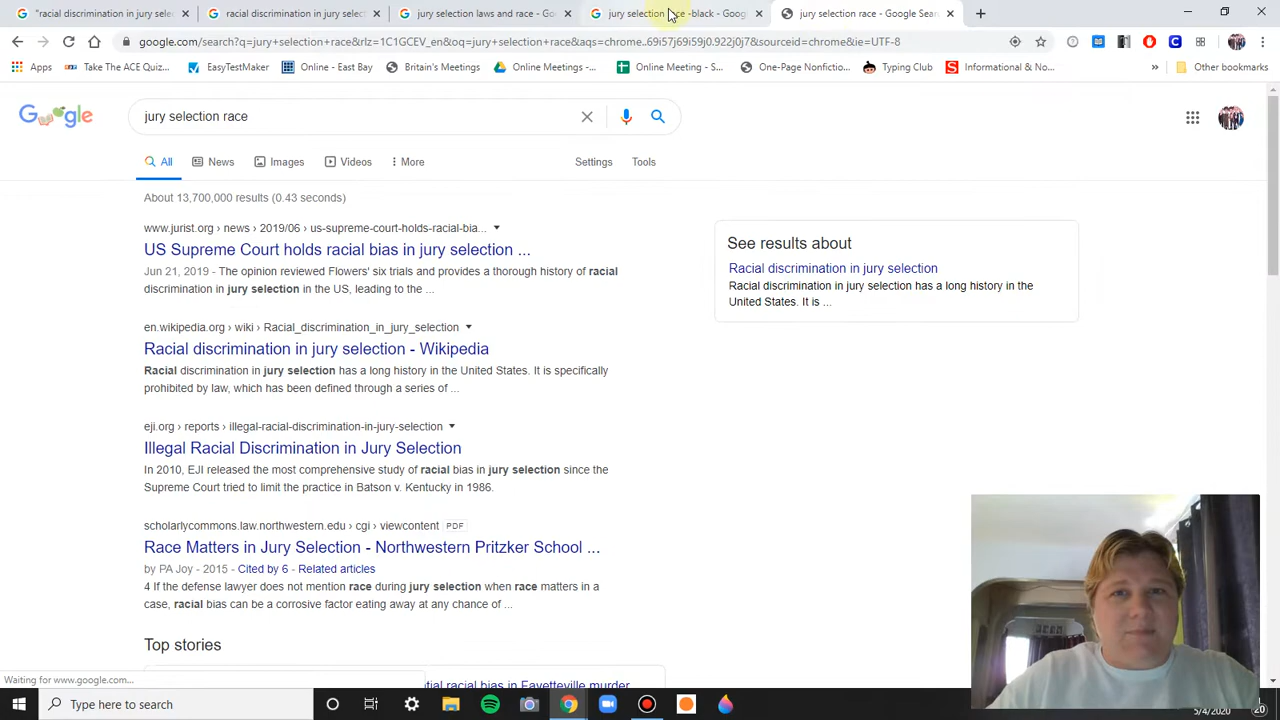 "racial discrimination in jury selec
racial discrimination in jury select
jury selection laws and race - Goo
jury selection race -black - Googl
jury selection race - Google Sear
google.com/search?q=jury+selection+race&rlz=1C1GCEV_en&oq=jury+selection+race&aqs=chrome..69i57j69i59j0.922j0j7&sourceid=chrome&ie=UTF-8
Apps Take The ACE Quiz... EasyTestMaker Online - East Bay Britain's Meetings Online Meetings -... Online Meeting - S... One-Page Nonfictio... Typing Club Informational & No... » Other bookmarks
Google
jury selection race
All News Images Videos More Settings Tools
About 13,700,000 results (0.43 seconds)
www.jurist.org › news › 2019/06 › us-supreme-court-holds-racial-bia...
US Supreme Court holds racial bias in jury selection ...
Jun 21, 2019 - The opinion reviewed Flowers' six trials and provides a thorough history of racial
discrimination in jury selection in the US, leading to the ...
en.wikipedia.org › wiki › Racial_discrimination_in_jury_selection
Racial discrimination in jury selection - Wikipedia
Racial discrimination in jury selection has a long history in the United States. It is specifically
prohibited by law, which has been defined through a series of ...
eji.org › reports › illegal-racial-discrimination-in-jury-selection
Illegal Racial Discrimination in Jury Selection
In 2010, EJI released the most comprehensive study of racial bias in jury selection since the
Supreme Court tried to limit the practice in Batson v. Kentucky in 1986.
scholarlycommons.law.northwestern.edu › cgi › viewcontent PDF
Race Matters in Jury Selection - Northwestern Pritzker School ...
by PA Joy - 2015 - Cited by 6 - Related articles
4 If the defense lawyer does not mention race during jury selection when race matters in a
case, racial bias can be a corrosive factor eating away at any chance of ...
Top stories
ntial racial bias in Fayetteville murder
See results about
Racial discrimination in jury selection
Racial discrimination in jury selection has a long history in the
United States. It is ...
Waiting for www.google.com...
Type here to search
5/4/2020
20